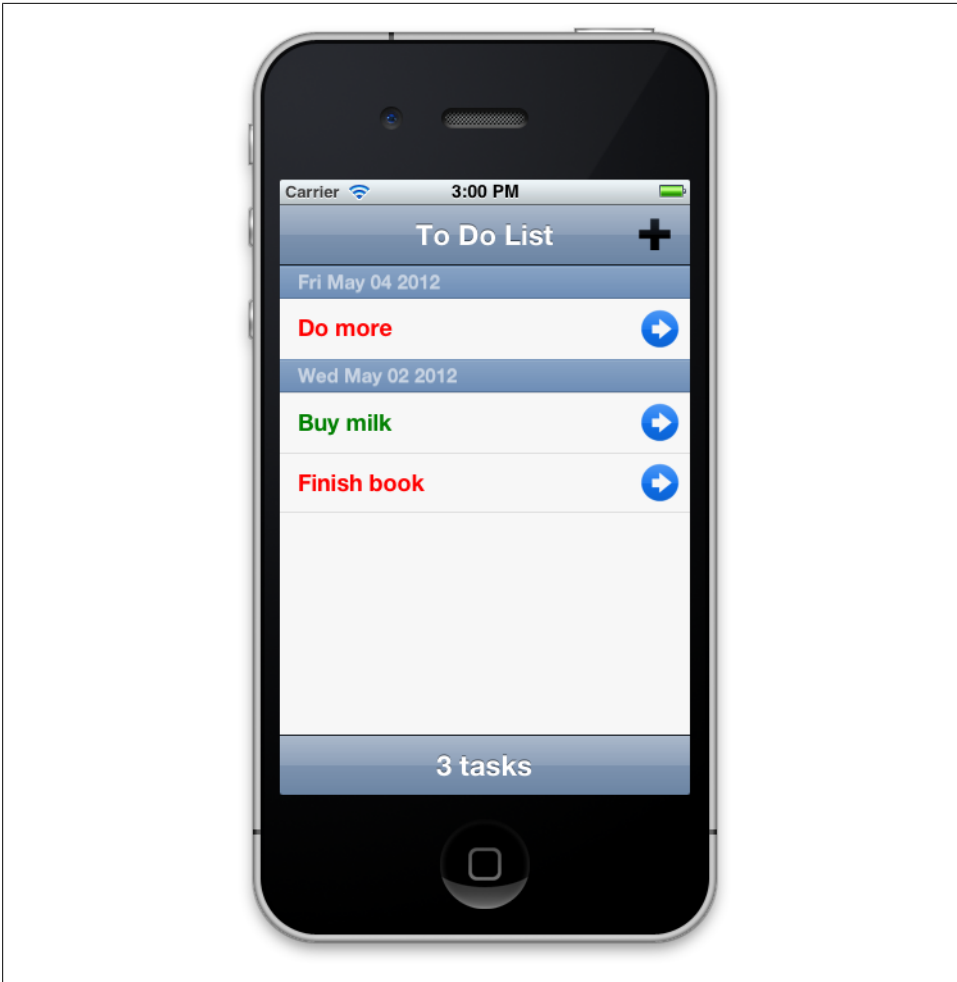 Carrier 3:00 PM
To Do List
Fri May 04 2012
Do more
Wed May 02 2012
Buy milk
Finish book
3 tasks